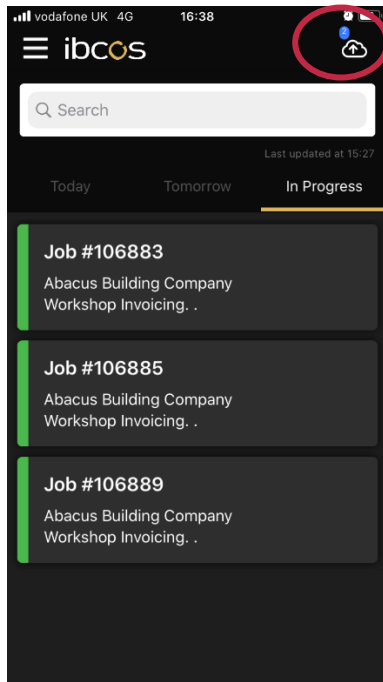 vodafone UK 4G 16:38
ibcos
2
Search
Last updated at 15:27
Today Tomorrow In Progress
Job #106883
Abacus Building Company
Workshop Invoicing. .
Job #106885
Abacus Building Company
Workshop Invoicing. .
Job #106889
Abacus Building Company
Workshop Invoicing. .